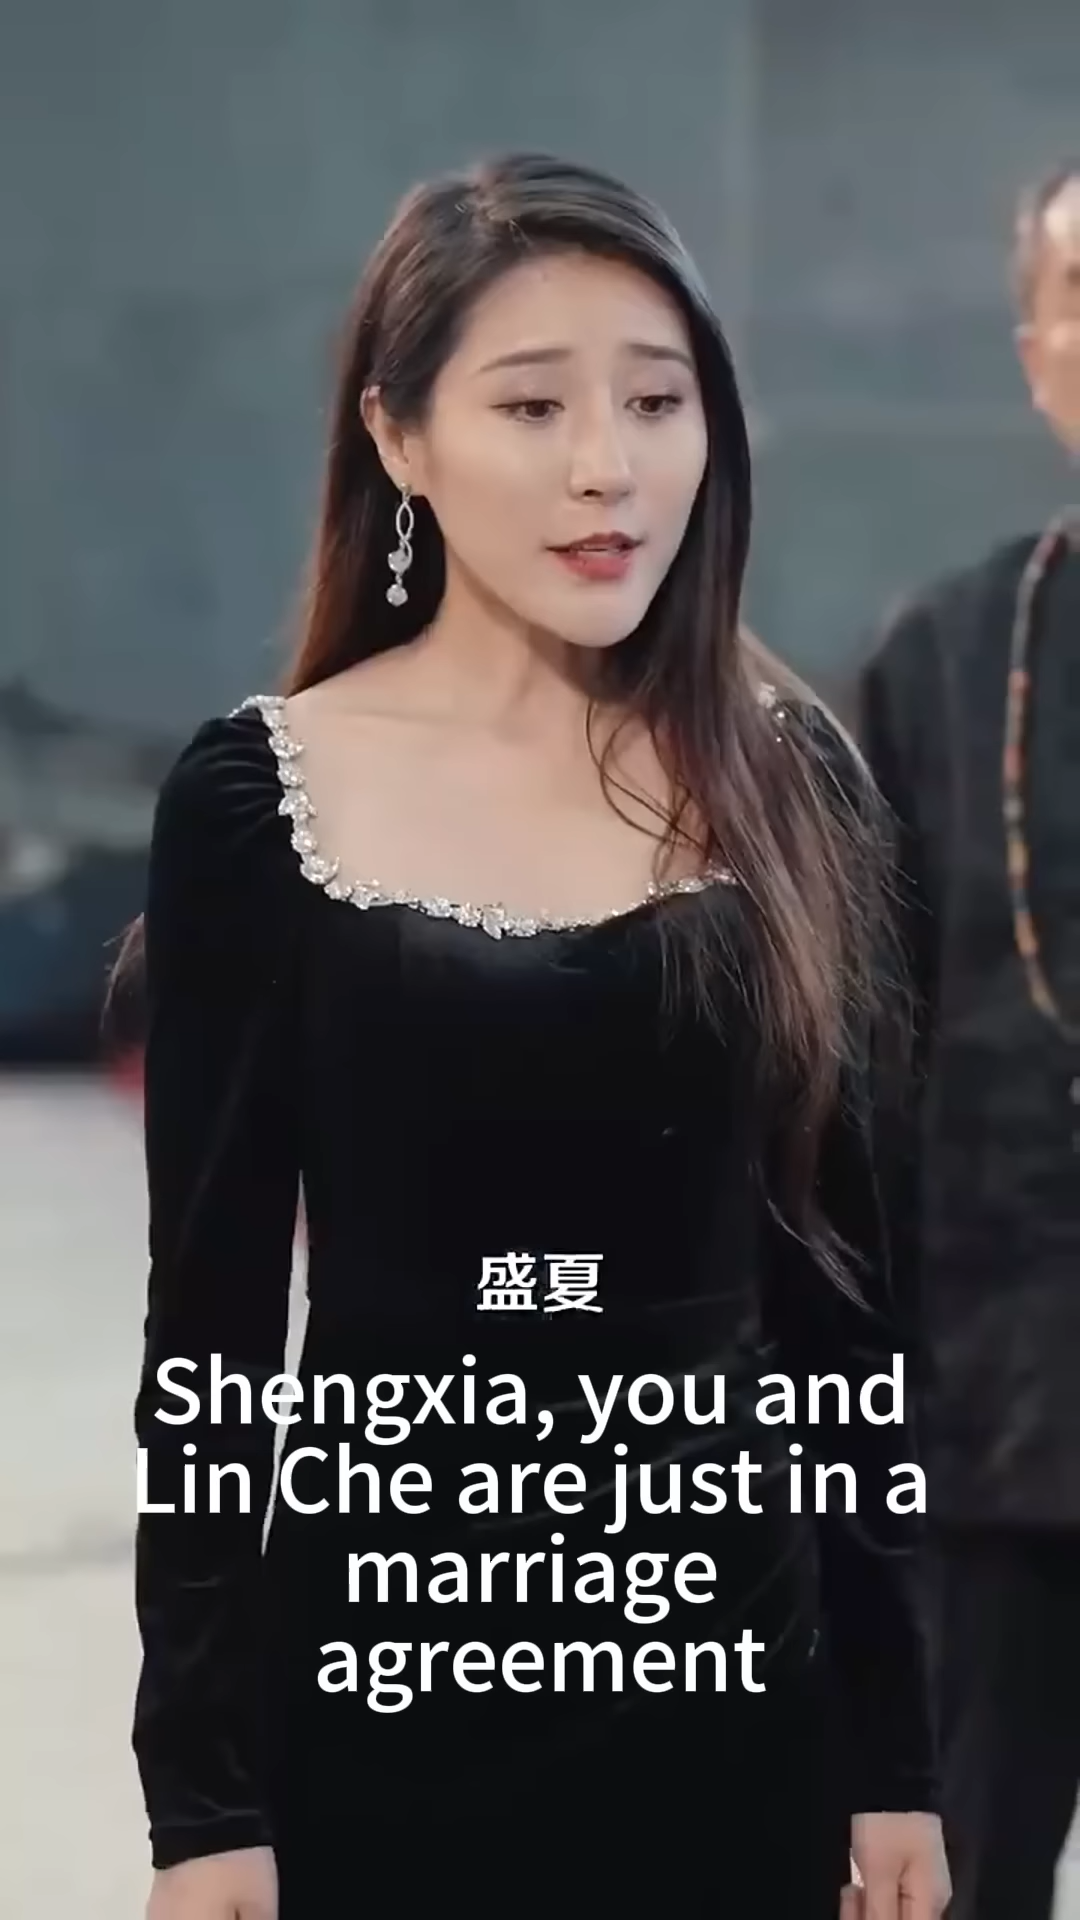 盛夏
Shengxia, you and
Lin Che are just in a
marriage
agreement